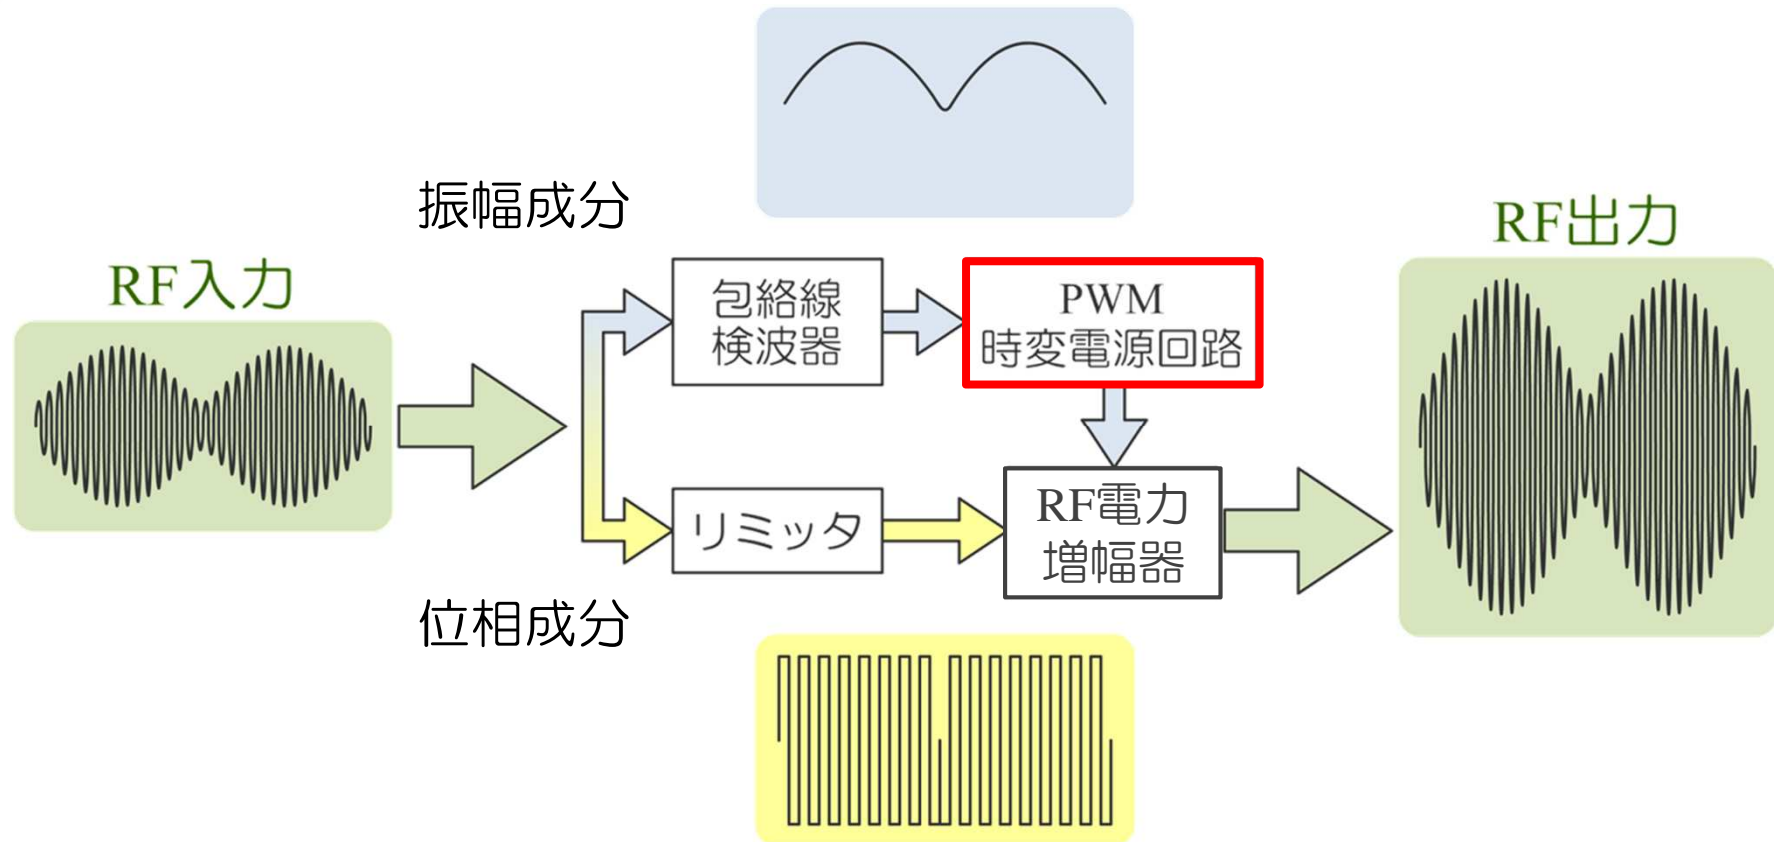 振幅成分
RF入力
包絡線
検波器
PWM
時変電源回路
RF出力
リミッタ
RF電力
増幅器
位相成分